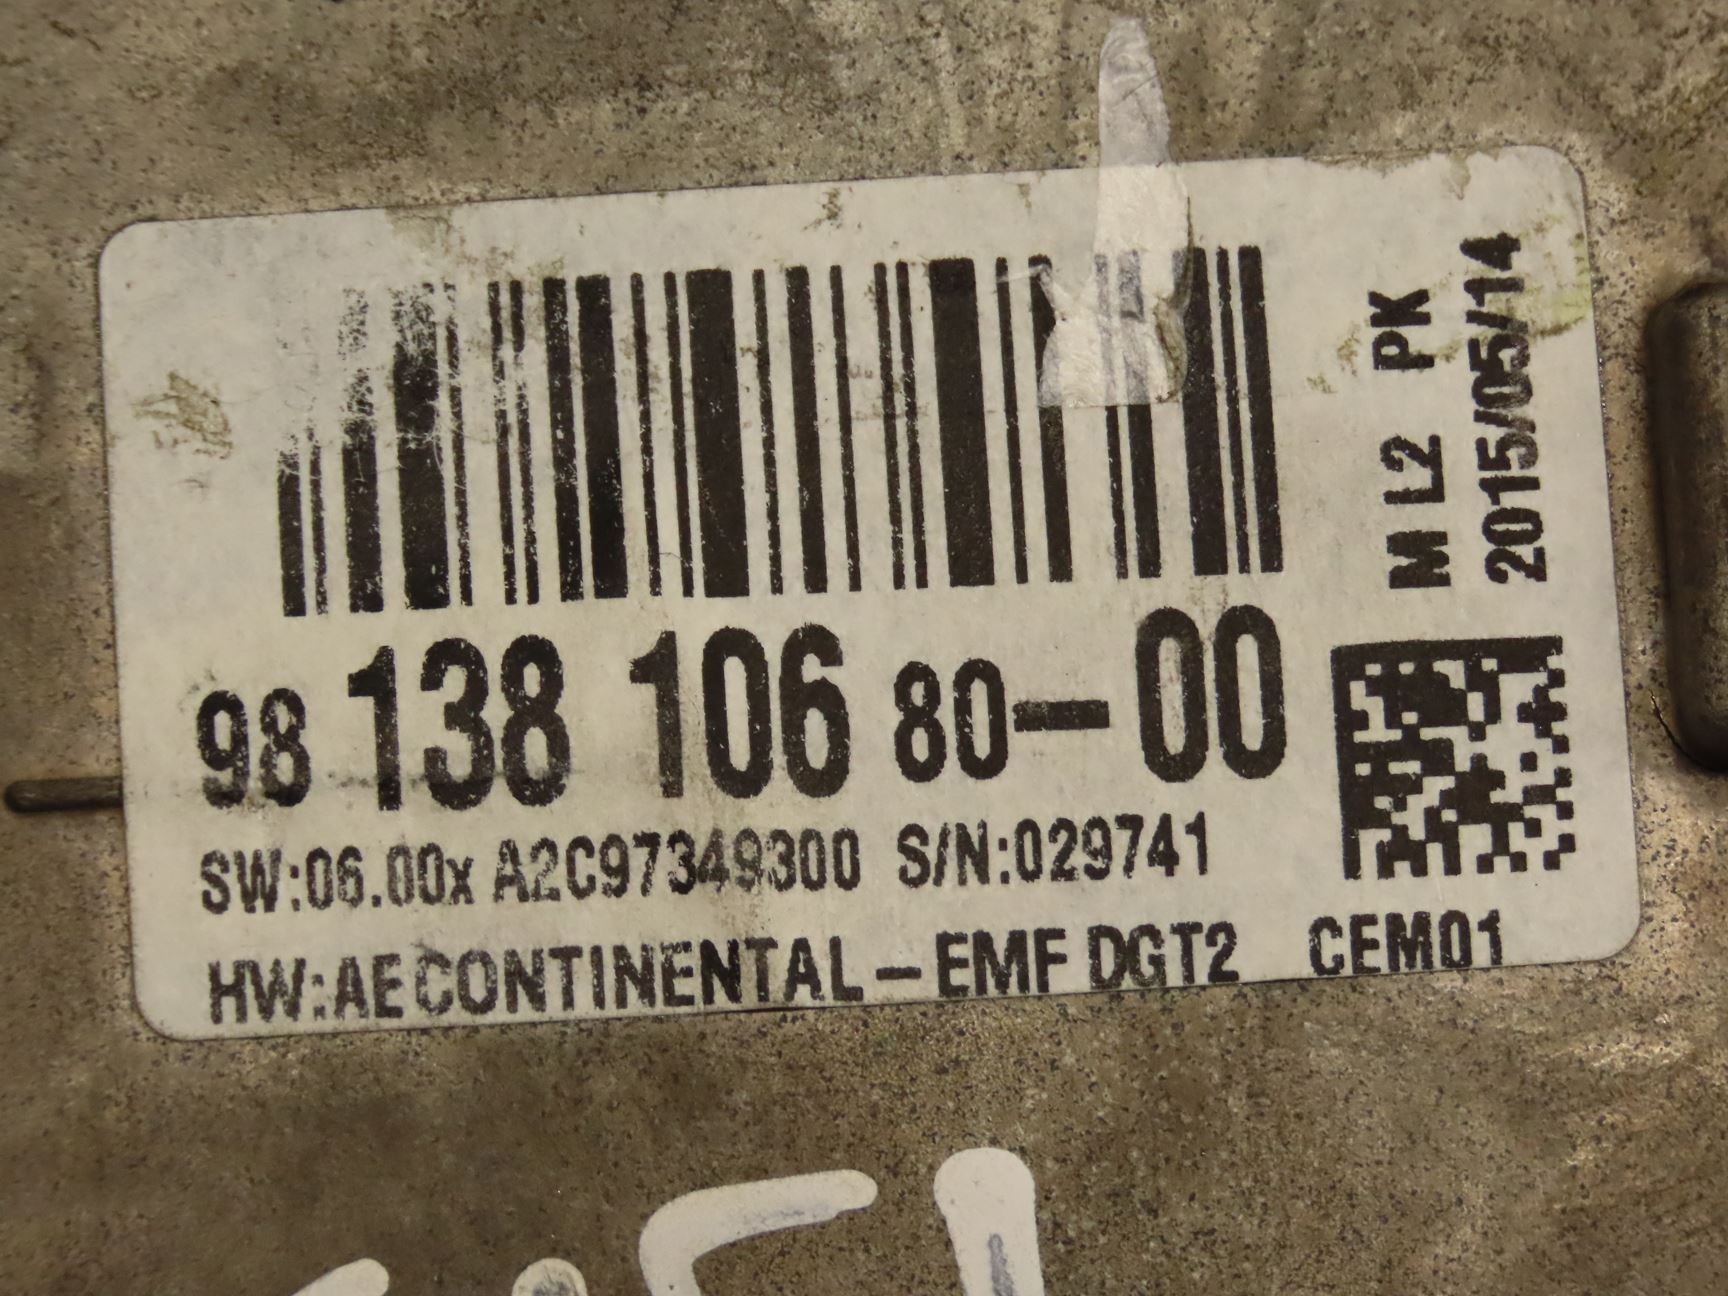 98 138 106 80-00
SW:06.00x A2C97349300 S/N:029741
HW:AE CONTINENTAL-EMF DGT2 CEM01
M L2 PK
2015/05/14